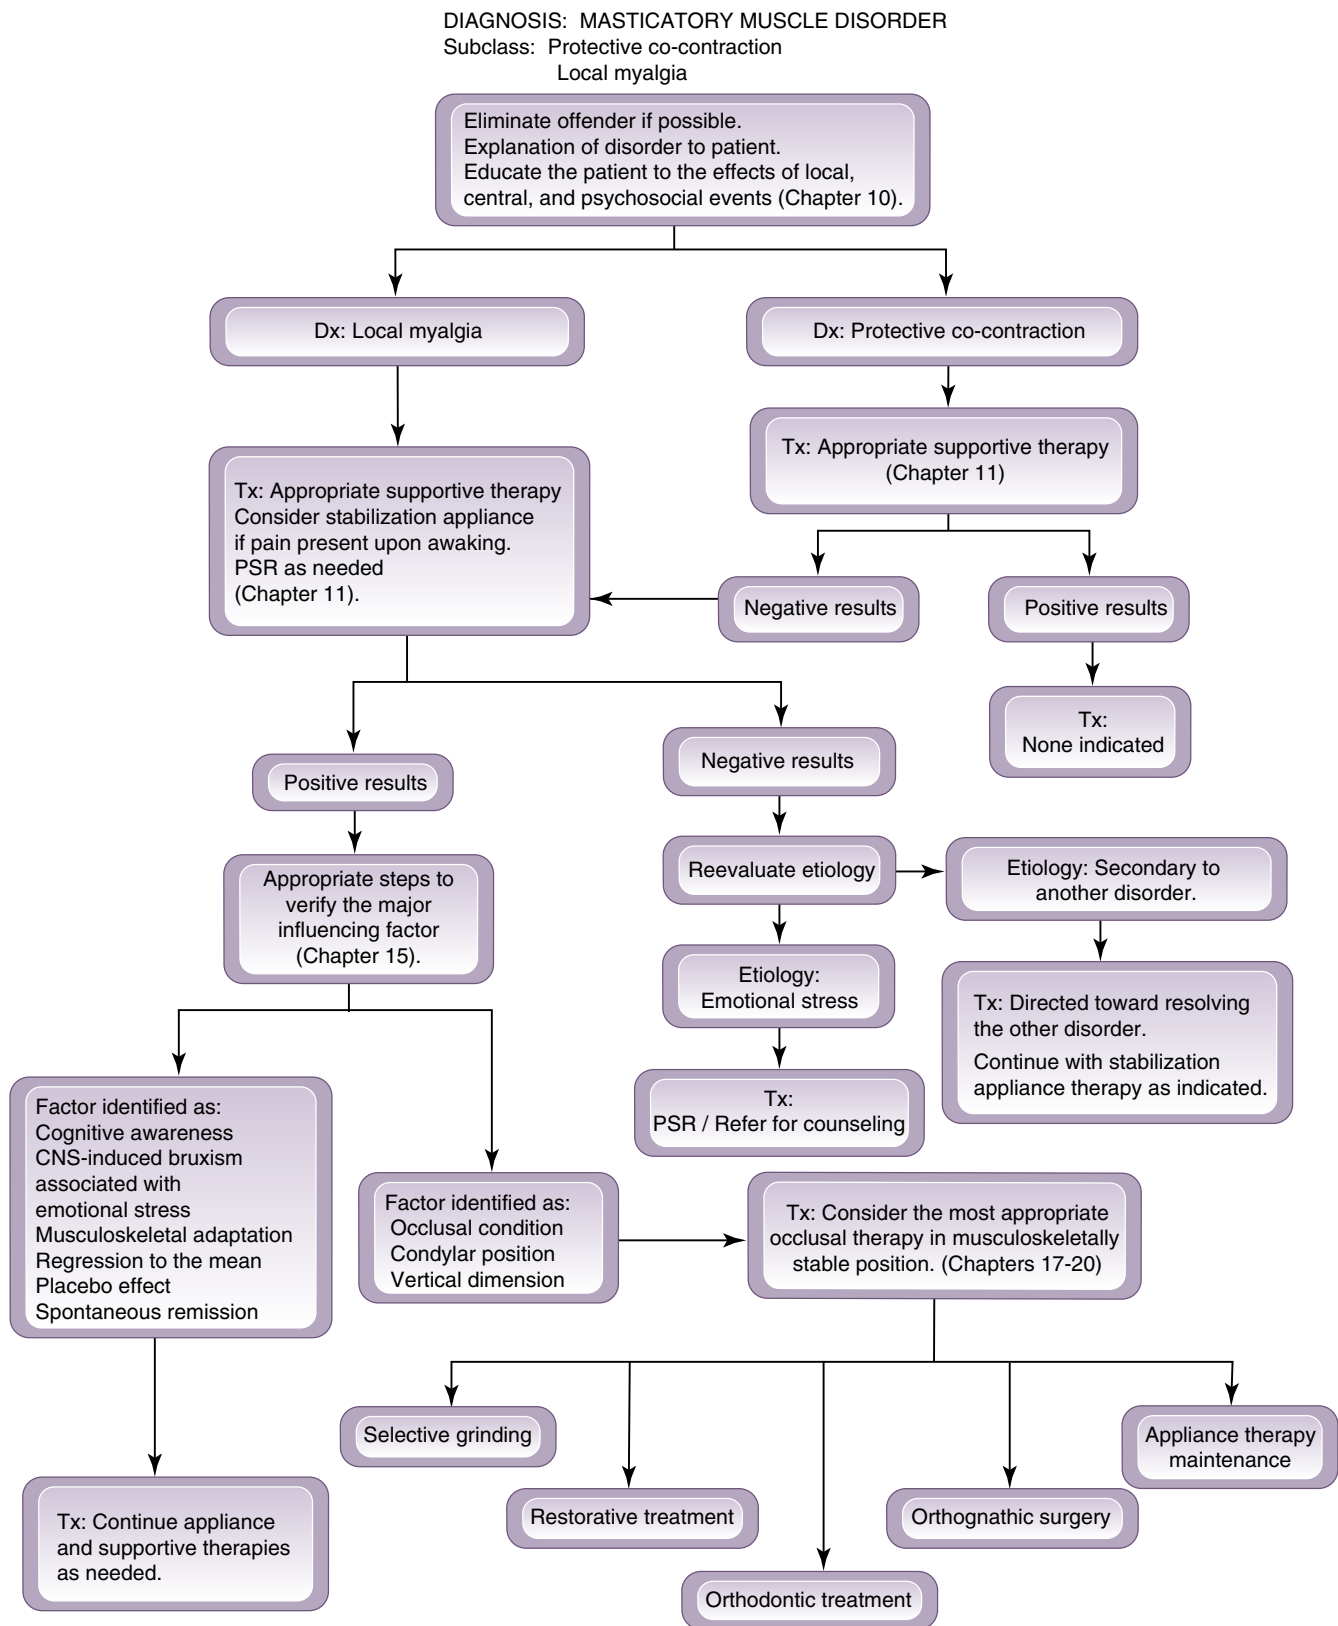 DIAGNOSIS: MASTICATORY MUSCLE DISORDER
Subclass: Protective co-contraction
Local myalgia
Eliminate offender if possible.
Explanation of disorder to patient.
Educate the patient to the effects of local,
central, and psychosocial events (Chapter 10).
Dx: Local myalgia
Dx: Protective co-contraction
Tx: Appropriate supportive therapy
(Chapter 11)
Tx: Appropriate supportive therapy
Consider stabilization appliance
if pain present upon awaking.
PSR as needed
(Chapter 11).
Negative results
Positive results
Tx:
None indicated
Positive results
Negative results
Appropriate steps to
verify the major
influencing factor
(Chapter 15).
Reevaluate etiology
Etiology: Secondary to
another disorder.
Etiology:
Emotional stress
Tx: Directed toward resolving
the other disorder.
Continue with stabilization
appliance therapy as indicated.
Tx:
PSR / Refer for counseling
Factor identified as:
Cognitive awareness
CNS-induced bruxism
associated with
emotional stress
Musculoskeletal adaptation
Regression to the mean
Placebo effect
Spontaneous remission
Factor identified as:
Occlusal condition
Condylar position
Vertical dimension
Tx: Consider the most appropriate
occlusal therapy in musculoskeletally
stable position. (Chapters 17-20)
Selective grinding
Restorative treatment
Orthodontic treatment
Orthognathic surgery
Appliance therapy
maintenance
Tx: Continue appliance
and supportive therapies
as needed.